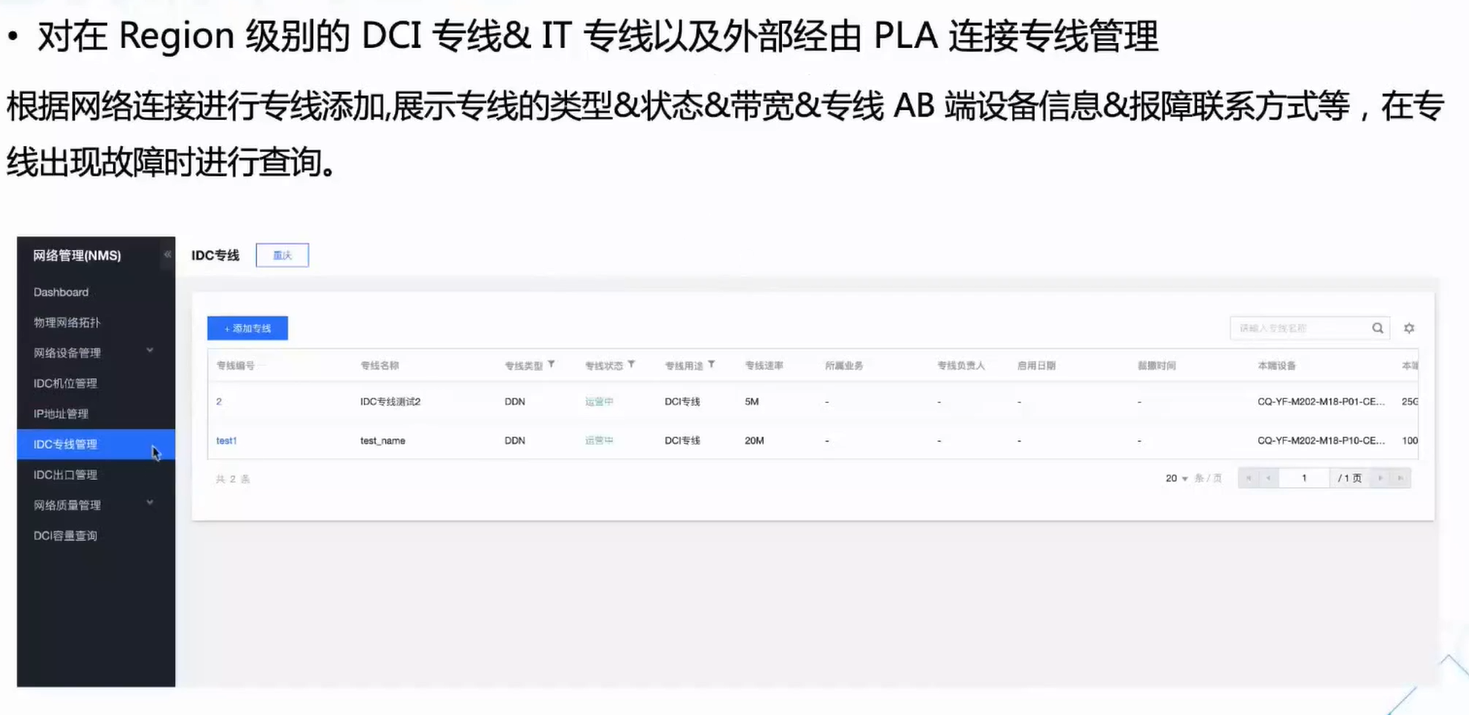 • 对在 Region 级别的 DCI 专线& IT 专线以及外部经由 PLA 连接专线管理
根据网络连接进行专线添加,展示专线的类型&状态&带宽&专线 AB 端设备信息&报障联系方式等，在专
线出现故障时进行查询。
网络管理(NMS) «
IDC专线 重庆
Dashboard
物理网络拓扑
网络设备管理
IDC机位管理
IP地址管理
IDC专线管理
IDC出口管理
网络质量管理
DCI容量查询
+ 添加专线 请输入专线名称
专线编号 专线名称 专线类型 专线状态 专线用途 专线速率 所属业务 专线负责人 启用日期 裁撤时间 本端设备 本端
2 IDC专线测试2 DDN 运营中 DCI专线 5M - - - - CQ-YF-M202-M18-P01-CE... 25G
test1 test_name DDN 运营中 DCI专线 20M - - - - CQ-YF-M202-M18-P10-CE... 100
共 2 条 20 条 / 页 1 / 1 页